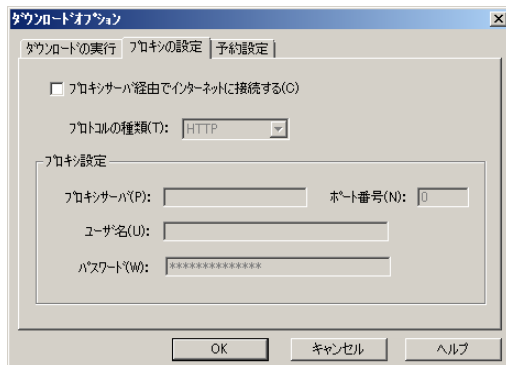 ﾀﾞｳﾝﾛｰﾄﾞｵﾌﾟｼｮﾝ
ﾀﾞｳﾝﾛｰﾄﾞの実行 ﾌﾟﾛｷｼの設定 予約設定
ﾌﾟﾛｷｼｻｰﾊﾞ経由でｲﾝﾀｰﾈｯﾄに接続する(C)
ﾌﾟﾛﾄｺﾙの種類(T): HTTP
ﾌﾟﾛｷｼ設定
ﾌﾟﾛｷｼｻｰﾊﾞ(P): ﾎﾟｰﾄ番号(N): 0
ﾕｰｻﾞ名(U):
ﾊﾟｽﾜｰﾄﾞ(W): **************
OK ｷｬﾝｾﾙ ﾍﾙﾌﾟ